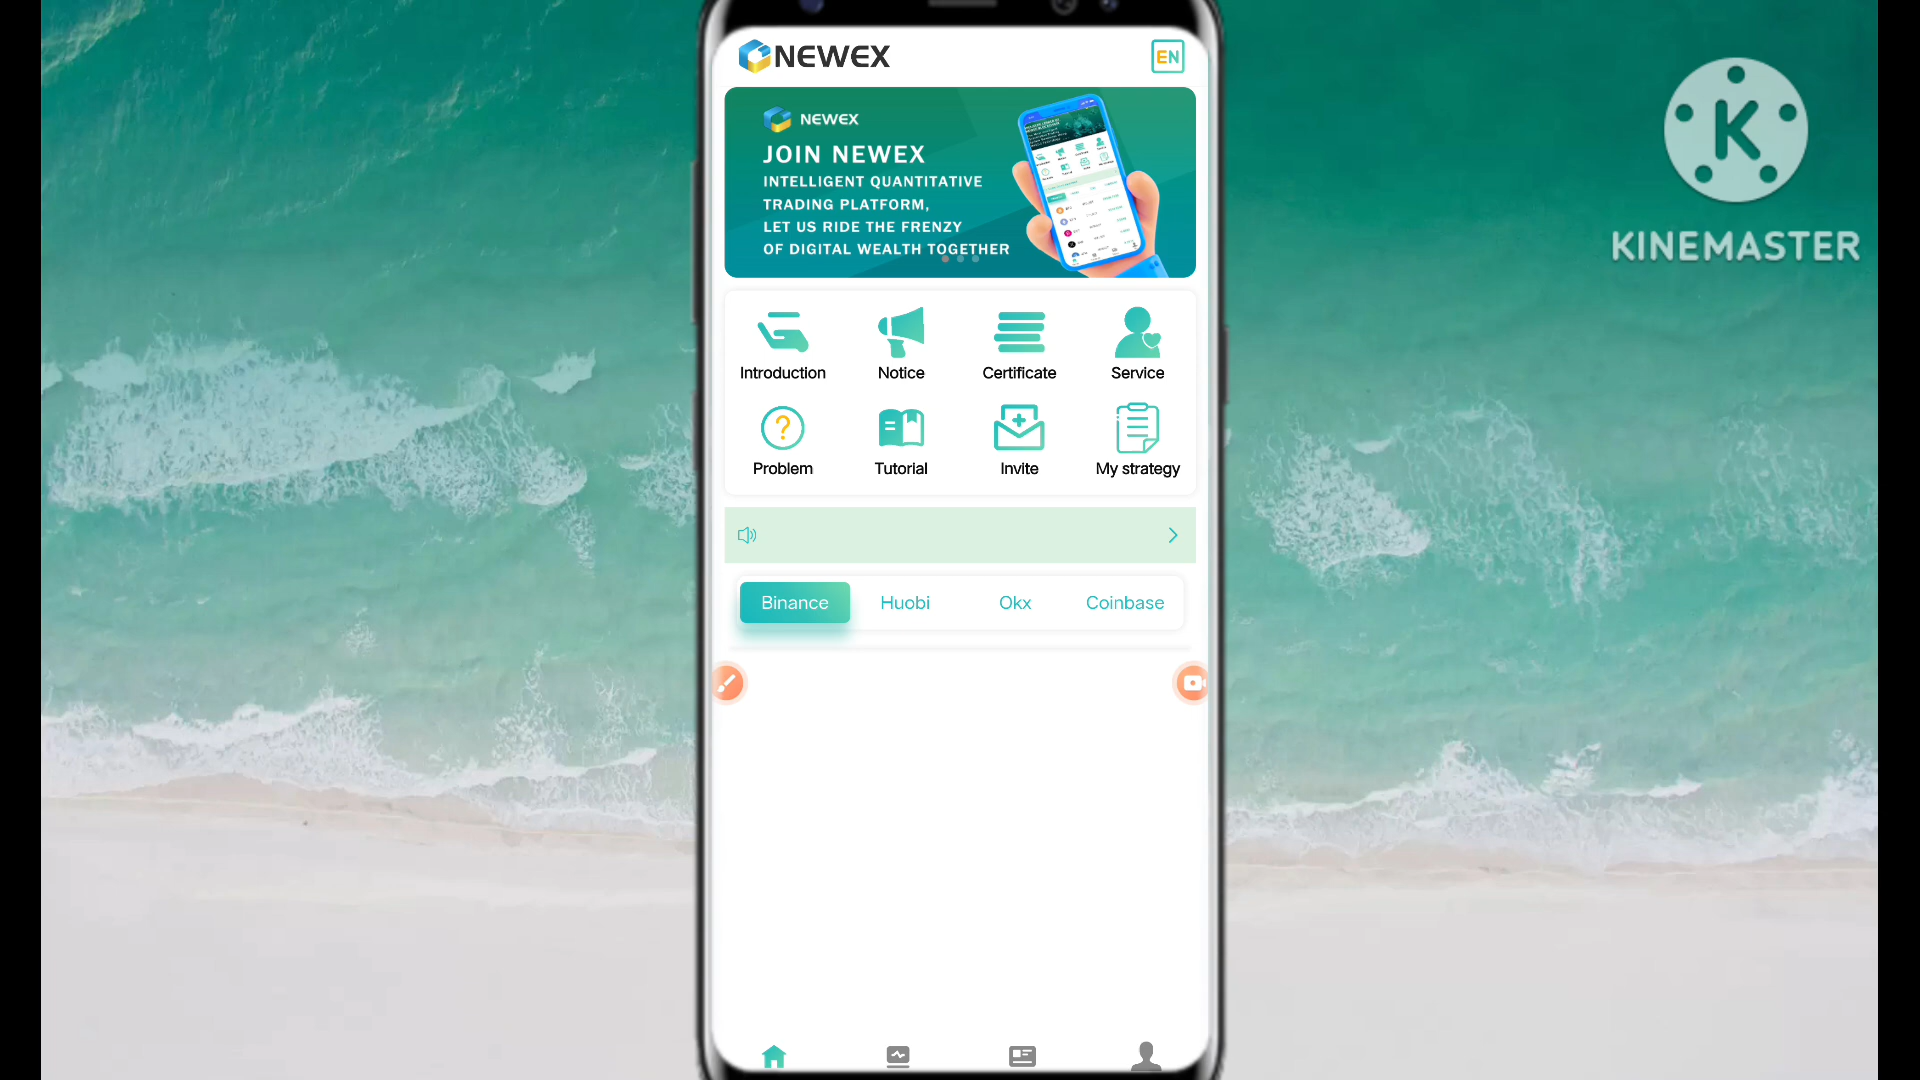 NEWEX
EN
NEWEX
JOIN NEWEX
INTELLIGENT QUANTITATIVE
TRADING PLATFORM,
LET US RIDE THE FRENZY
OF DIGITAL WEALTH TOGETHER
Introduction
Notice
Certificate
Service
Problem
Tutorial
Invite
My strategy
Binance
Huobi
Okx
Coinbase
K
KINEMASTER